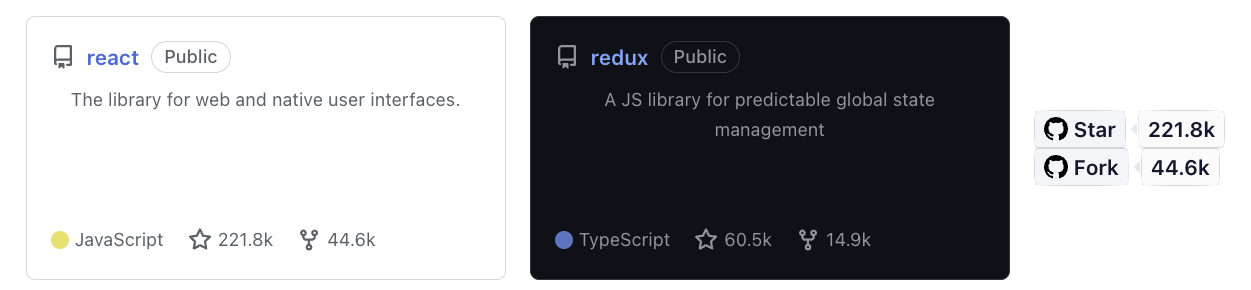 react Public
The library for web and native user interfaces.
JavaScript 221.8k 44.6k
redux Public
A JS library for predictable global state
management
TypeScript 60.5k 14.9k
Star 221.8k
Fork 44.6k